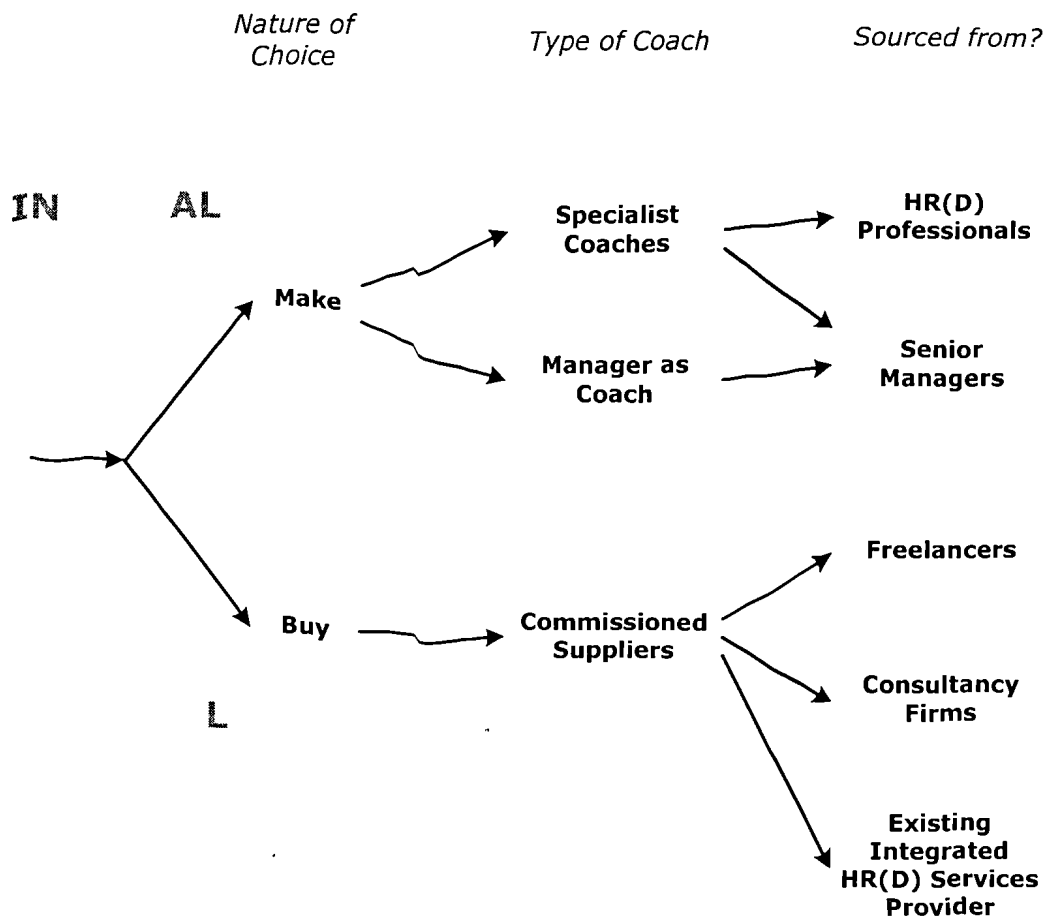 Nature of
Choice
Type of Coach
Sourced from?
IN AL
Specialist
Coaches
HR(D)
Professionals
Make
Manager as
Coach
Senior
Managers
Freelancers
Buy
Commissioned
Suppliers
Consultancy
Firms
L
Existing
Integrated
HR(D) Services
Provider